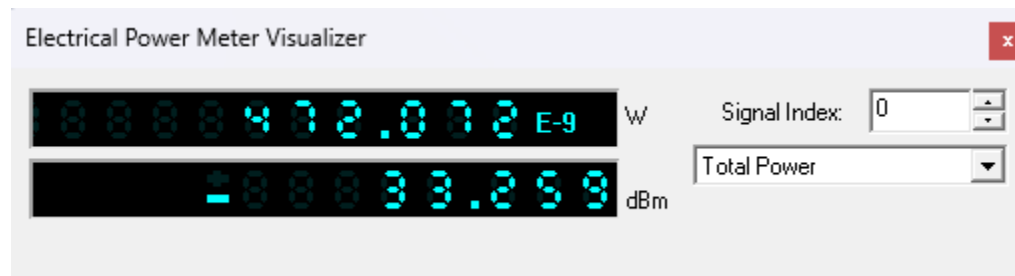 Electrical Power Meter Visualizer x
472.072 E-9 W Signal Index: 0
Total Power
- 33.259 dBm